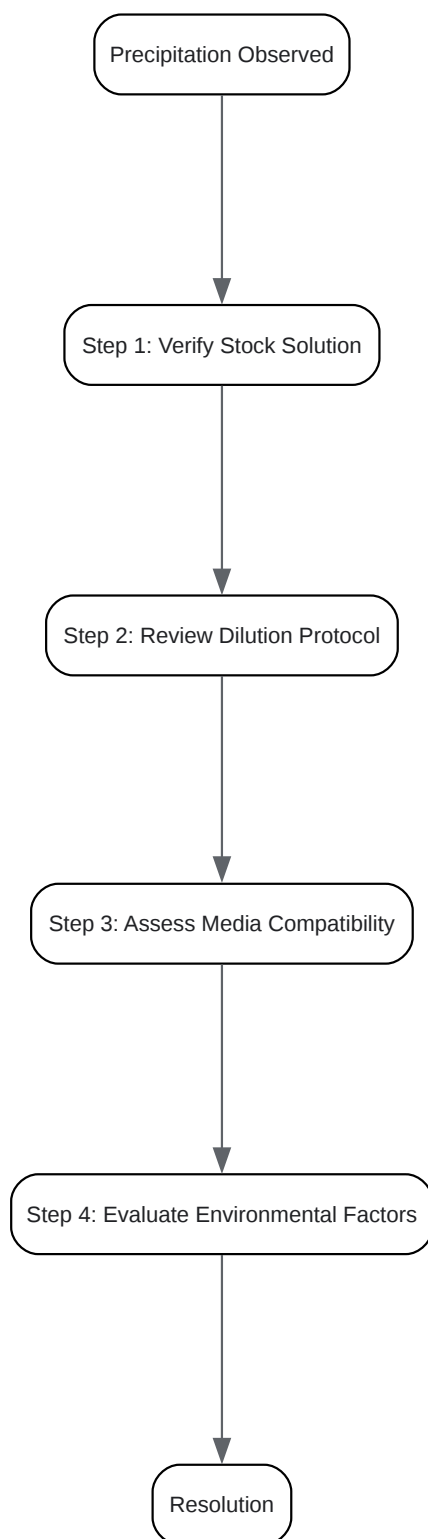 Precipitation Observed
Step 1: Verify Stock Solution
Step 2: Review Dilution Protocol
Step 3: Assess Media Compatibility
Step 4: Evaluate Environmental Factors
Resolution